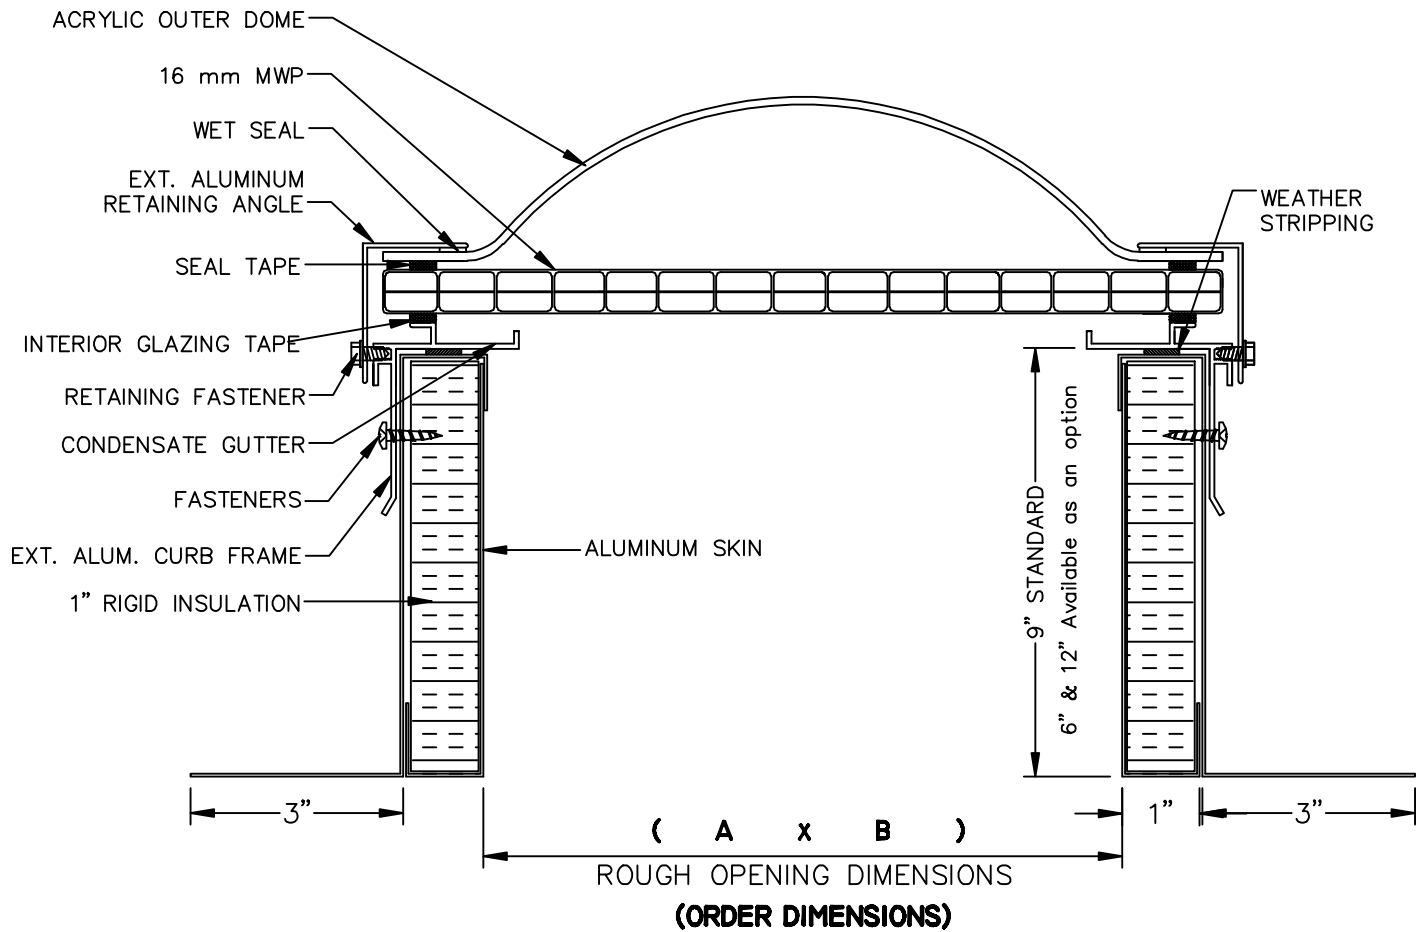 ACRYLIC OUTER DOME
16 mm MWP
WET SEAL
EXT. ALUMINUM
RETAINING ANGLE
SEAL TAPE
INTERIOR GLAZING TAPE
RETAINING FASTENER
CONDENSATE GUTTER
FASTENERS
EXT. ALUM. CURB FRAME
1” RIGID INSULATION
WEATHER
STRIPPING
ALUMINUM SKIN
9” STANDARD
6” & 12” Available as an option
3”
1”
3”
( A x B )
ROUGH OPENING DIMENSIONS
(ORDER DIMENSIONS)